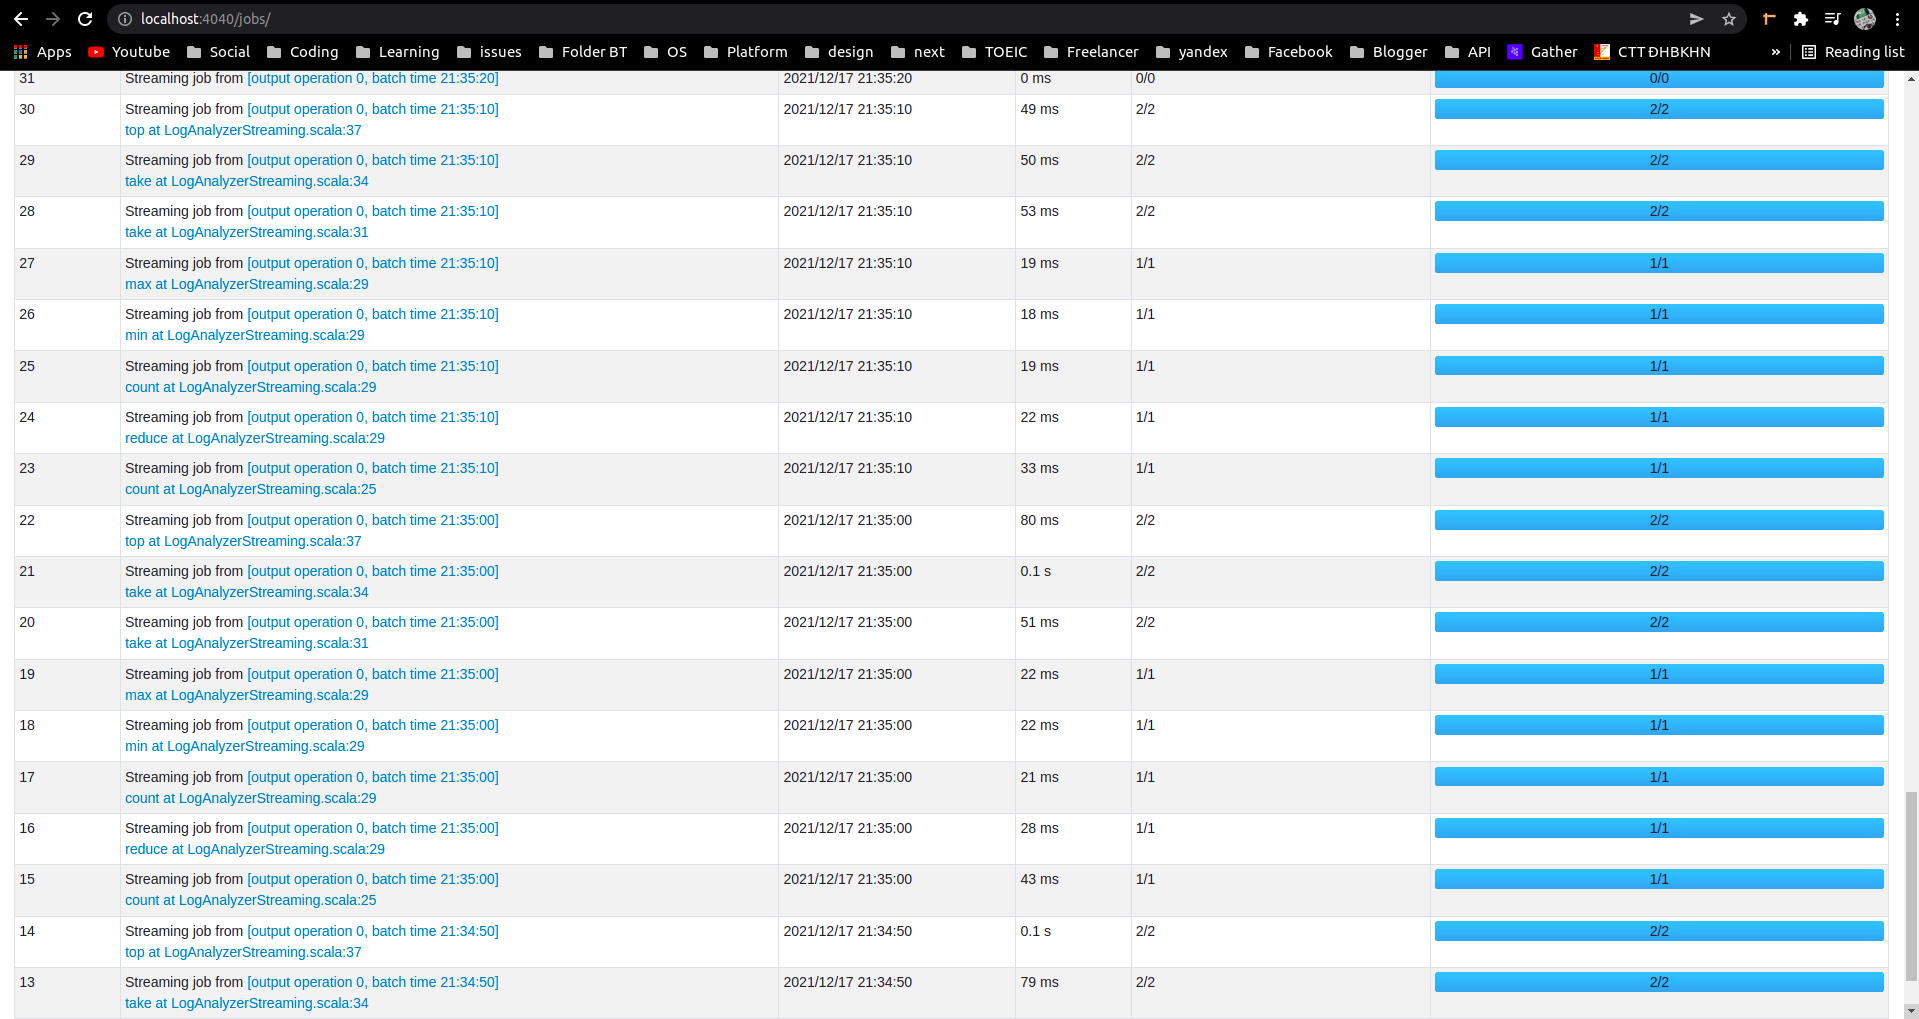 localhost:4040/jobs/
Apps Youtube Social Coding Learning issues Folder BT OS Platform design next TOEIC Freelancer yandex Facebook Blogger API Gather CTT ĐHBKHN » Reading list
31 Streaming job from [output operation 0, batch time 21:35:20] 2021/12/17 21:35:20 0 ms 0/0 0/0
30 Streaming job from [output operation 0, batch time 21:35:10] 2021/12/17 21:35:10 49 ms 2/2 2/2
top at LogAnalyzerStreaming.scala:37
29 Streaming job from [output operation 0, batch time 21:35:10] 2021/12/17 21:35:10 50 ms 2/2 2/2
take at LogAnalyzerStreaming.scala:34
28 Streaming job from [output operation 0, batch time 21:35:10] 2021/12/17 21:35:10 53 ms 2/2 2/2
take at LogAnalyzerStreaming.scala:31
27 Streaming job from [output operation 0, batch time 21:35:10] 2021/12/17 21:35:10 19 ms 1/1 1/1
max at LogAnalyzerStreaming.scala:29
26 Streaming job from [output operation 0, batch time 21:35:10] 2021/12/17 21:35:10 18 ms 1/1 1/1
min at LogAnalyzerStreaming.scala:29
25 Streaming job from [output operation 0, batch time 21:35:10] 2021/12/17 21:35:10 19 ms 1/1 1/1
count at LogAnalyzerStreaming.scala:29
24 Streaming job from [output operation 0, batch time 21:35:10] 2021/12/17 21:35:10 22 ms 1/1 1/1
reduce at LogAnalyzerStreaming.scala:29
23 Streaming job from [output operation 0, batch time 21:35:10] 2021/12/17 21:35:10 33 ms 1/1 1/1
count at LogAnalyzerStreaming.scala:25
22 Streaming job from [output operation 0, batch time 21:35:00] 2021/12/17 21:35:00 80 ms 2/2 2/2
top at LogAnalyzerStreaming.scala:37
21 Streaming job from [output operation 0, batch time 21:35:00] 2021/12/17 21:35:00 0.1 s 2/2 2/2
take at LogAnalyzerStreaming.scala:34
20 Streaming job from [output operation 0, batch time 21:35:00] 2021/12/17 21:35:00 51 ms 2/2 2/2
take at LogAnalyzerStreaming.scala:31
19 Streaming job from [output operation 0, batch time 21:35:00] 2021/12/17 21:35:00 22 ms 1/1 1/1
max at LogAnalyzerStreaming.scala:29
18 Streaming job from [output operation 0, batch time 21:35:00] 2021/12/17 21:35:00 22 ms 1/1 1/1
min at LogAnalyzerStreaming.scala:29
17 Streaming job from [output operation 0, batch time 21:35:00] 2021/12/17 21:35:00 21 ms 1/1 1/1
count at LogAnalyzerStreaming.scala:29
16 Streaming job from [output operation 0, batch time 21:35:00] 2021/12/17 21:35:00 28 ms 1/1 1/1
reduce at LogAnalyzerStreaming.scala:29
15 Streaming job from [output operation 0, batch time 21:35:00] 2021/12/17 21:35:00 43 ms 1/1 1/1
count at LogAnalyzerStreaming.scala:25
14 Streaming job from [output operation 0, batch time 21:34:50] 2021/12/17 21:34:50 0.1 s 2/2 2/2
top at LogAnalyzerStreaming.scala:37
13 Streaming job from [output operation 0, batch time 21:34:50] 2021/12/17 21:34:50 79 ms 2/2 2/2
take at LogAnalyzerStreaming.scala:34